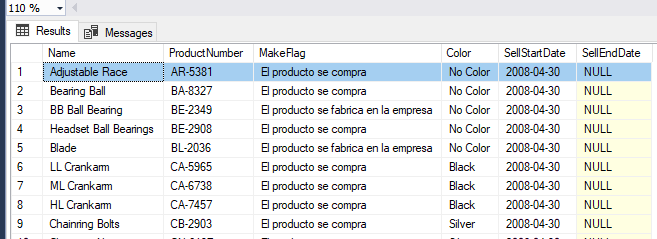 110 %
Results Messages
Name ProductNumber MakeFlag Color SellStartDate SellEndDate
1 Adjustable Race AR-5381 El producto se compra No Color 2008-04-30 NULL
2 Bearing Ball BA-8327 El producto se compra No Color 2008-04-30 NULL
3 BB Ball Bearing BE-2349 El producto se fabrica en la empresa No Color 2008-04-30 NULL
4 Headset Ball Bearings BE-2908 El producto se compra No Color 2008-04-30 NULL
5 Blade BL-2036 El producto se fabrica en la empresa No Color 2008-04-30 NULL
6 LL Crankarm CA-5965 El producto se compra Black 2008-04-30 NULL
7 ML Crankarm CA-6738 El producto se compra Black 2008-04-30 NULL
8 HL Crankarm CA-7457 El producto se compra Black 2008-04-30 NULL
9 Chainring Bolts CB-2903 El producto se compra Silver 2008-04-30 NULL